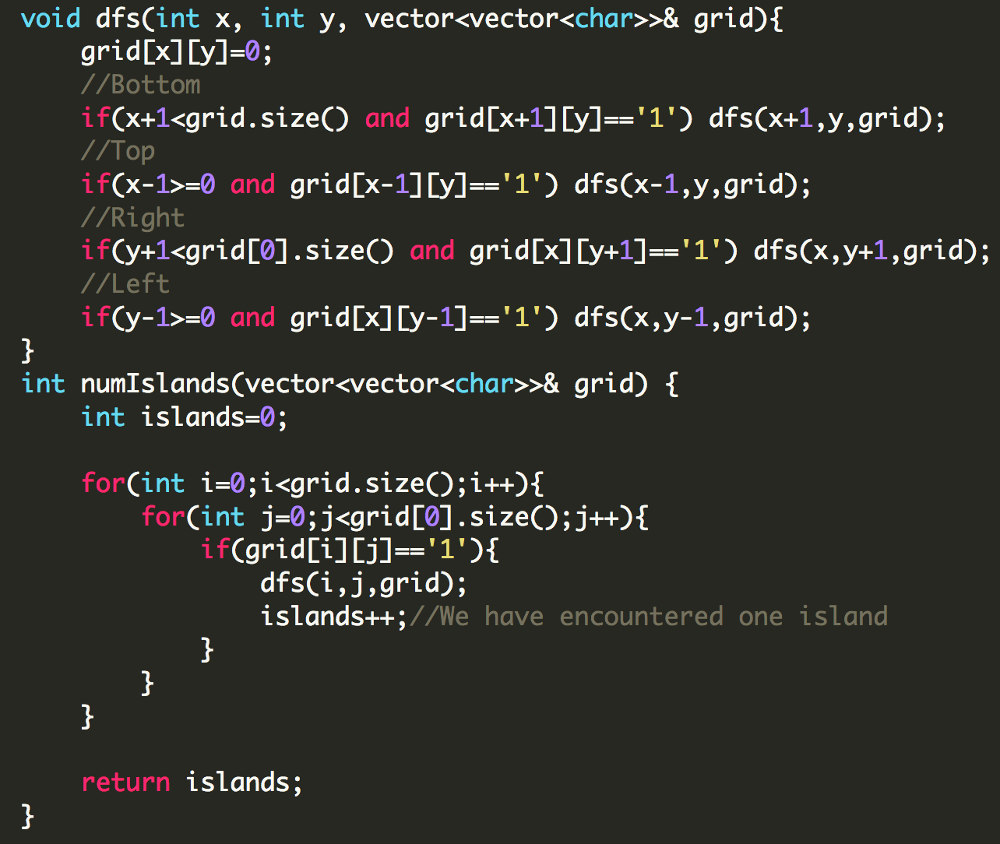 void dfs(int x, int y, vector<vector<char>>& grid){
    grid[x][y]=0;
    //Bottom
    if(x+1<grid.size() and grid[x+1][y]=='1') dfs(x+1,y,grid);
    //Top
    if(x-1>=0 and grid[x-1][y]=='1') dfs(x-1,y,grid);
    //Right
    if(y+1<grid[0].size() and grid[x][y+1]=='1') dfs(x,y+1,grid);
    //Left
    if(y-1>=0 and grid[x][y-1]=='1') dfs(x,y-1,grid);
}
int numIslands(vector<vector<char>>& grid) {
    int islands=0;

    for(int i=0;i<grid.size();i++){
        for(int j=0;j<grid[0].size();j++){
            if(grid[i][j]=='1'){
                dfs(i,j,grid);
                islands++;//We have encountered one island
            }
        }
    }

    return islands;
}